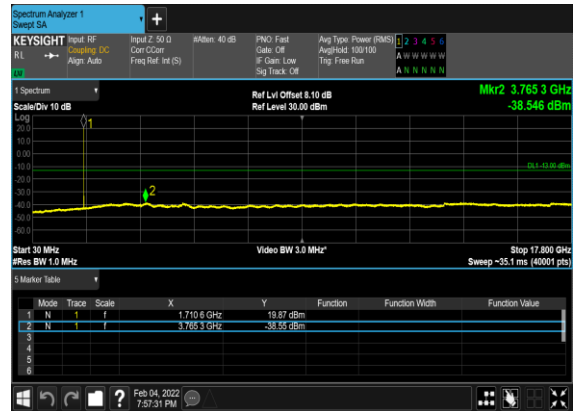 Spectrum Analyzer 1
Swept SA
+
KEYSIGHT Input: RF Input Z: 50 Ω #Atten: 40 dB PNO: Fast Avg Type: Power (RMS) 1 2 3 4 5 6
RL Coupling: DC Corr CCorr Gate: Off Avg|Hold: 100/100 A W W W W W
Align: Auto Freq Ref: Int (S) IF Gain: Low Trig: Free Run
Sig Track: Off A N N N N N
1 Spectrum Ref Lvl Offset 8.10 dB Mkr2 3.765 3 GHz
Scale/Div 10 dB Ref Level 30.00 dBm -38.546 dBm
Log
1
20.0
10.0
0.00
-10.0
DL1 -13.00 dBm
-20.0
-30.0
2
-40.0
-50.0
-60.0
Start 30 MHz Video BW 3.0 MHz* Stop 17.800 GHz
#Res BW 1.0 MHz Sweep ~35.1 ms (40001 pts)
5 Marker Table
Mode Trace Scale X Y Function Function Width Function Value
1 N 1 f 1.710 6 GHz 19.87 dBm
2 N 1 f 3.765 3 GHz -38.55 dBm
3
4
5
6
? Feb 04, 2022
7:57:31 PM